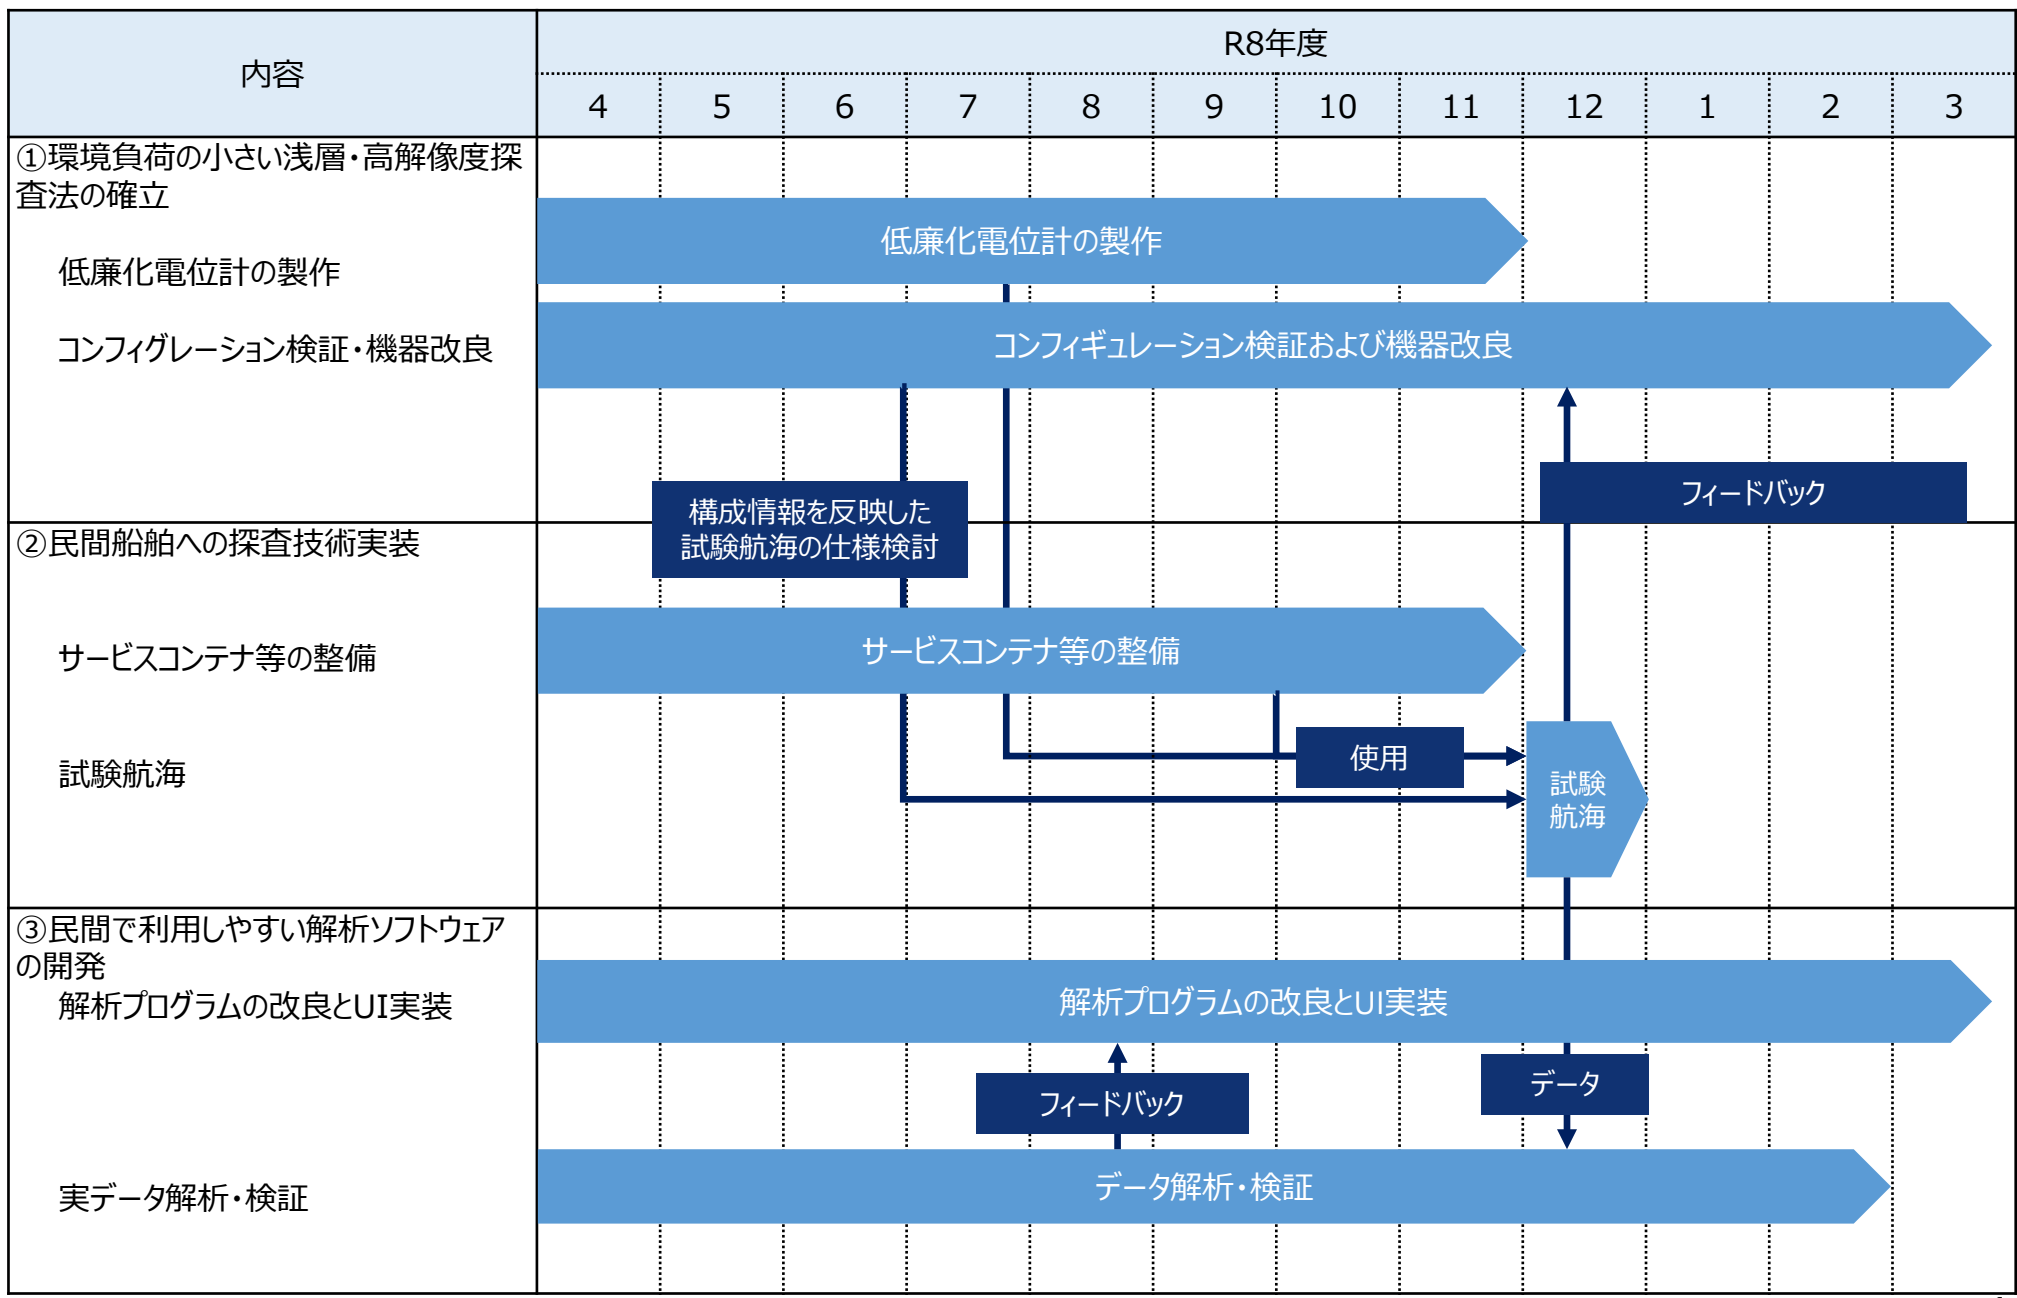 内容
R8年度
4 5 6 7 8 9 10 11 12 1 2 3
①環境負荷の小さい浅層・高解像度探
査法の確立
低廉化電位計の製作
低廉化電位計の製作
コンフィグレーション検証・機器改良
コンフィギュレーション検証および機器改良
フィードバック
構成情報を反映した
試験航海の仕様検討
②民間船舶への探査技術実装
サービスコンテナ等の整備
サービスコンテナ等の整備
使用
試験航海
試験
航海
③民間で利用しやすい解析ソフトウェア
の開発
解析プログラムの改良とUI実装
解析プログラムの改良とUI実装
データ
フィードバック
実データ解析・検証
データ解析・検証